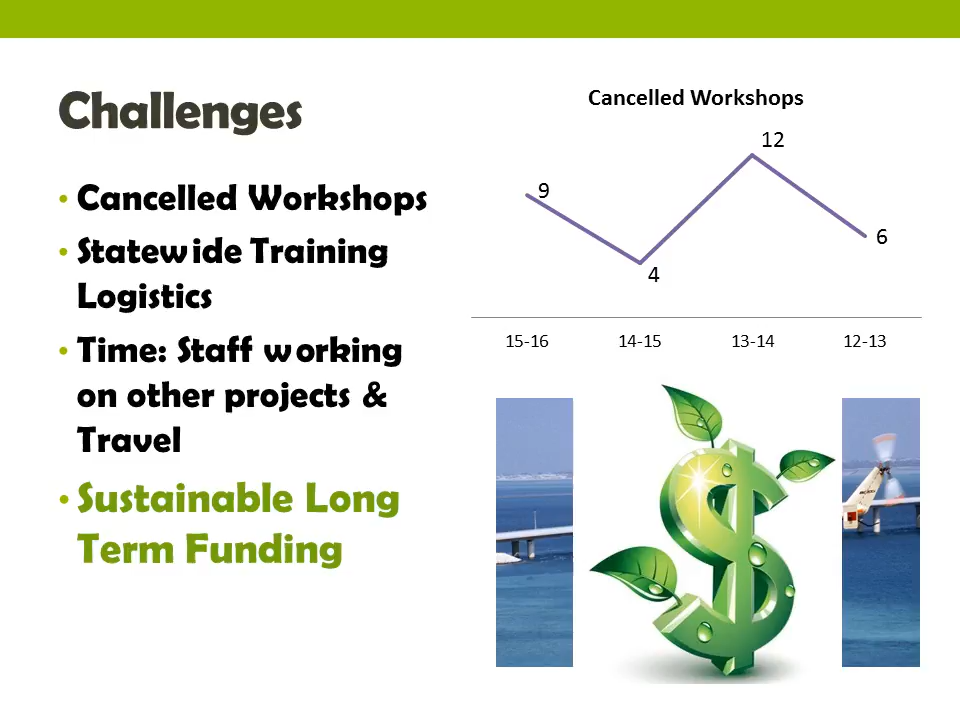 Challenges
• Cancelled Workshops
• Statewide Training
Logistics
• Time: Staff working
on other projects &
Travel
• Sustainable Long
Term Funding
Cancelled Workshops
12
9
6
4
15-16 14-15 13-14 12-13